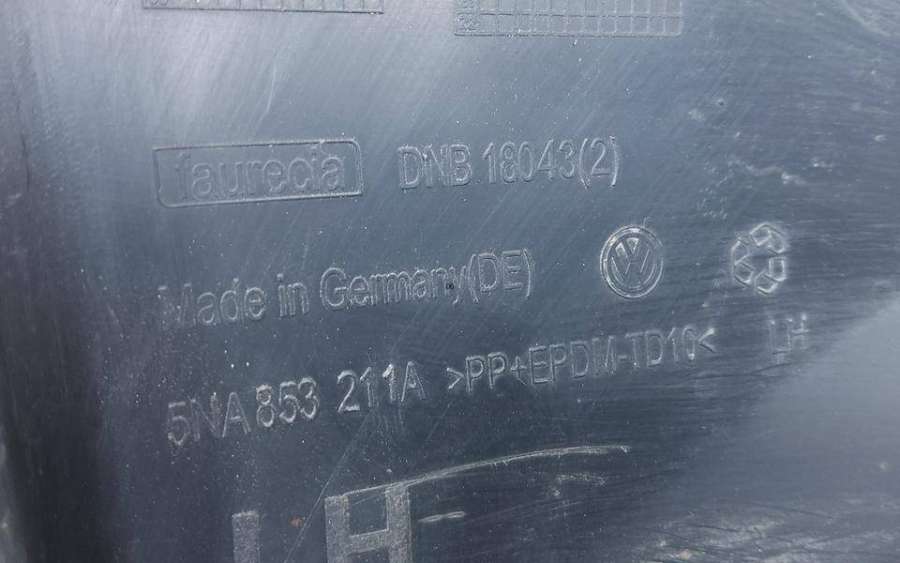 faurecia DNB 18043(2)
Made in Germany(DE)
5NA 853 211A >PP+EPDM-TD10< LH
LH